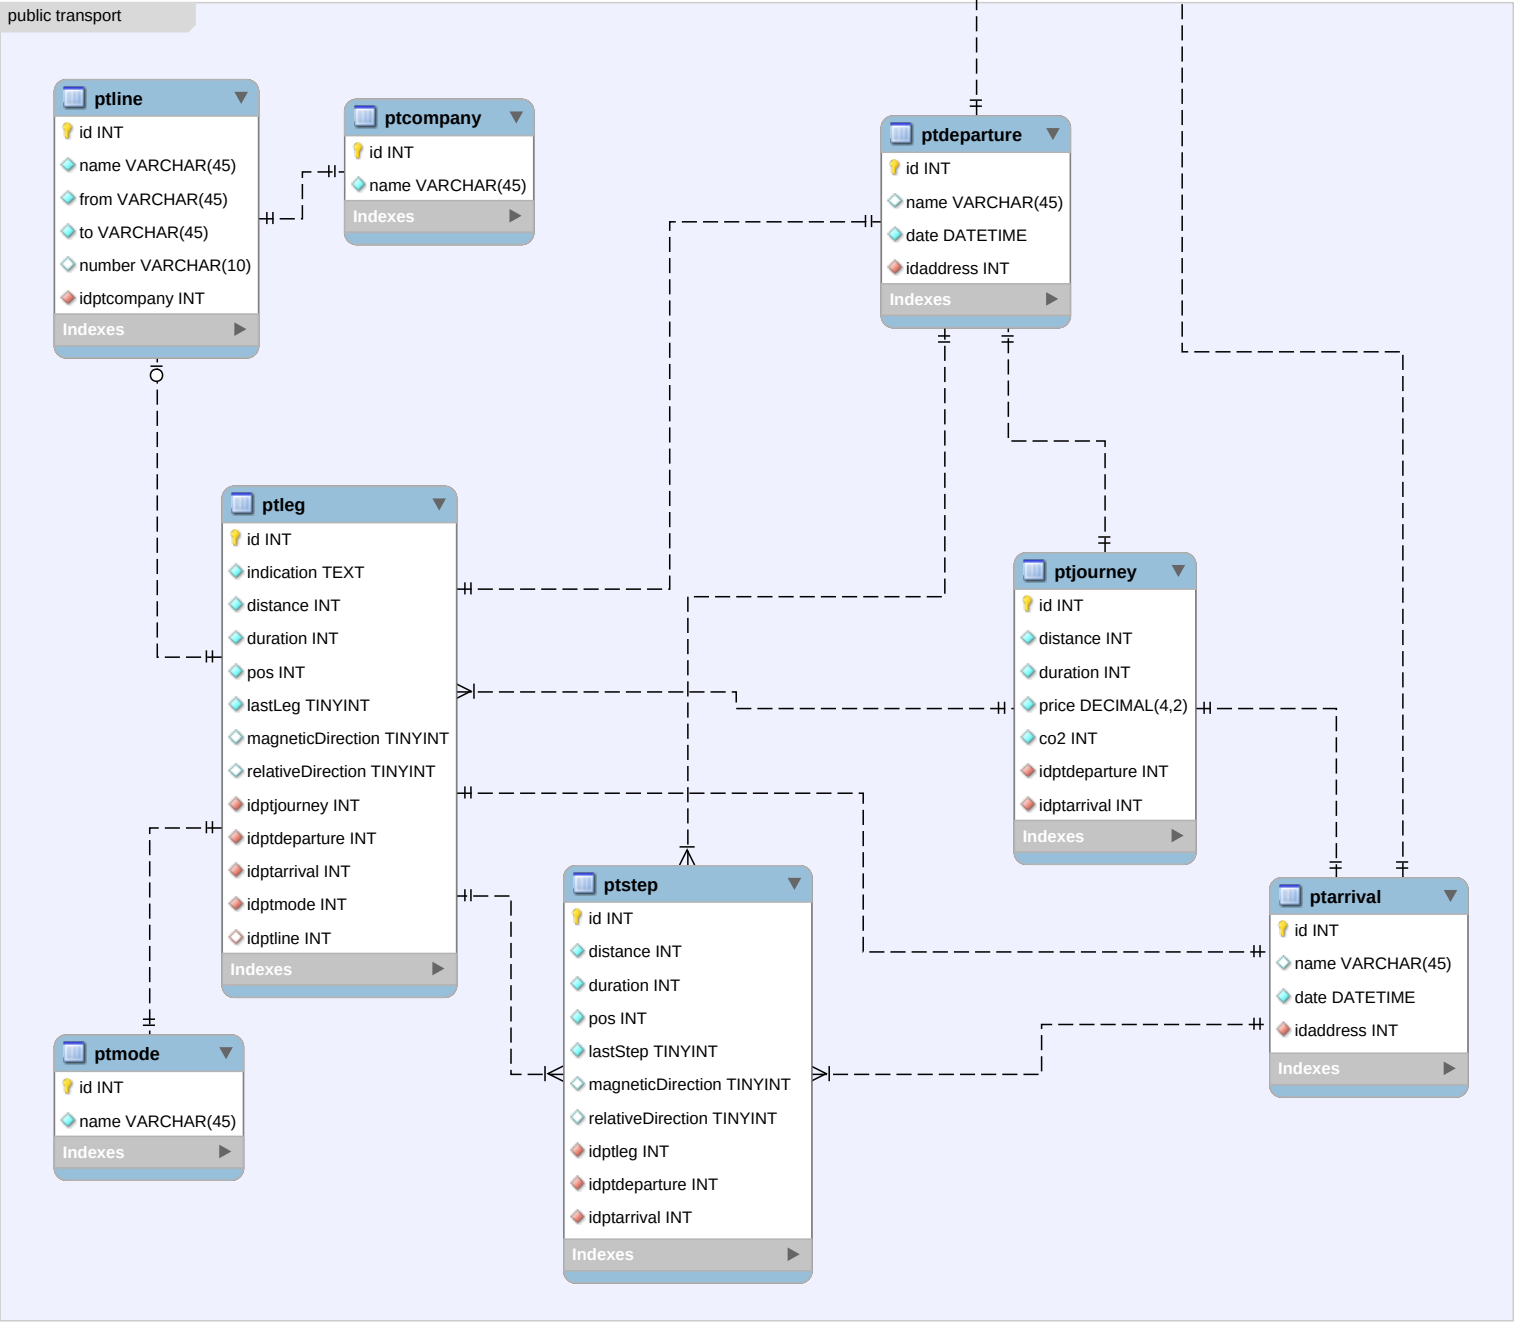 public transport
ptline
id INT
name VARCHAR(45)
from VARCHAR(45)
to VARCHAR(45)
number VARCHAR(10)
idptcompany INT
Indexes
ptcompany
id INT
name VARCHAR(45)
Indexes
ptdeparture
id INT
name VARCHAR(45)
date DATETIME
idaddress INT
Indexes
ptleg
id INT
indication TEXT
distance INT
duration INT
pos INT
lastLeg TINYINT
magneticDirection TINYINT
relativeDirection TINYINT
idptjourney INT
idptdeparture INT
idptarrival INT
idptmode INT
idptline INT
Indexes
ptjourney
id INT
distance INT
duration INT
price DECIMAL(4,2)
co2 INT
idptdeparture INT
idptarrival INT
Indexes
ptstep
id INT
distance INT
duration INT
pos INT
lastStep TINYINT
magneticDirection TINYINT
relativeDirection TINYINT
idptleg INT
idptdeparture INT
idptarrival INT
Indexes
ptarrival
id INT
name VARCHAR(45)
date DATETIME
idaddress INT
Indexes
ptmode
id INT
name VARCHAR(45)
Indexes